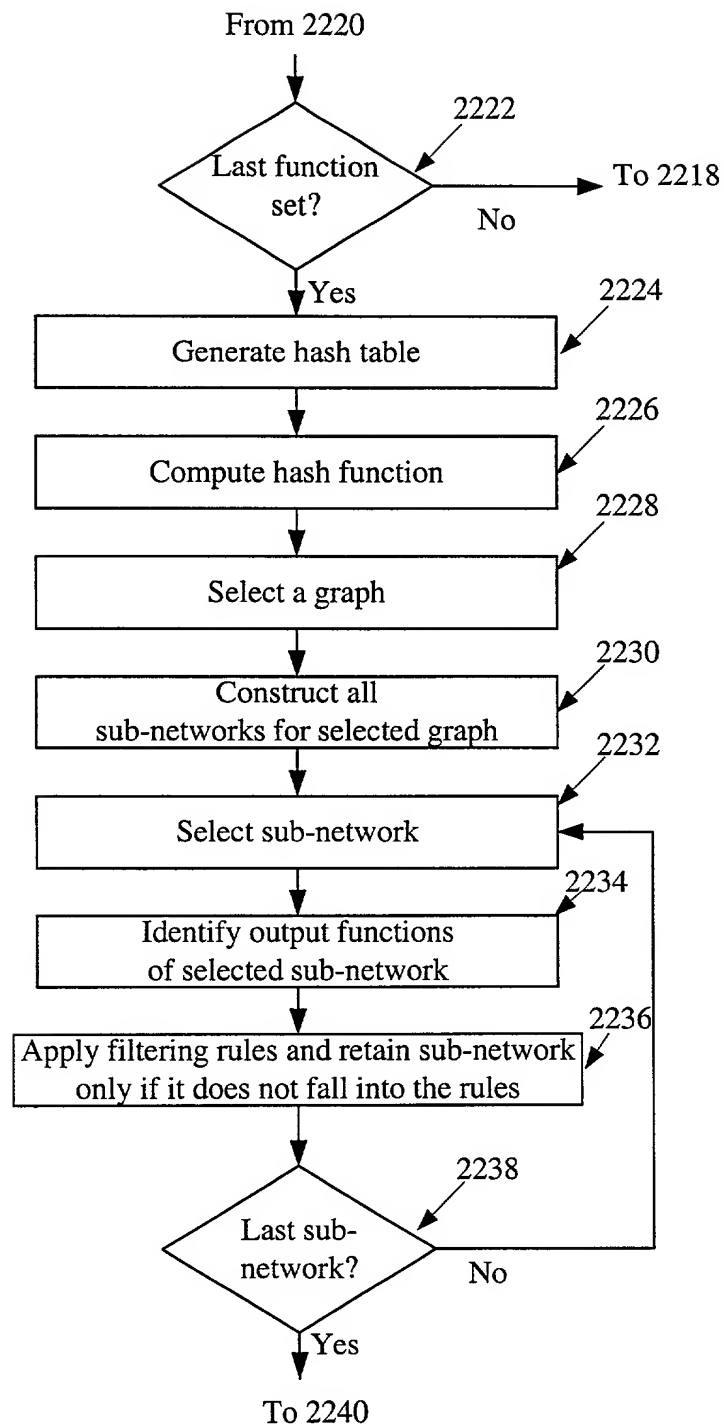 From 2220
2222
Last function
set?
To 2218
No
Yes
2224
Generate hash table
2226
Compute hash function
2228
Select a graph
2230
Construct all
sub-networks for selected graph
2232
Select sub-network
2234
Identify output functions
of selected sub-network
2236
Apply filtering rules and retain sub-network
only if it does not fall into the rules
2238
Last sub-
network?
No
Yes
To 2240